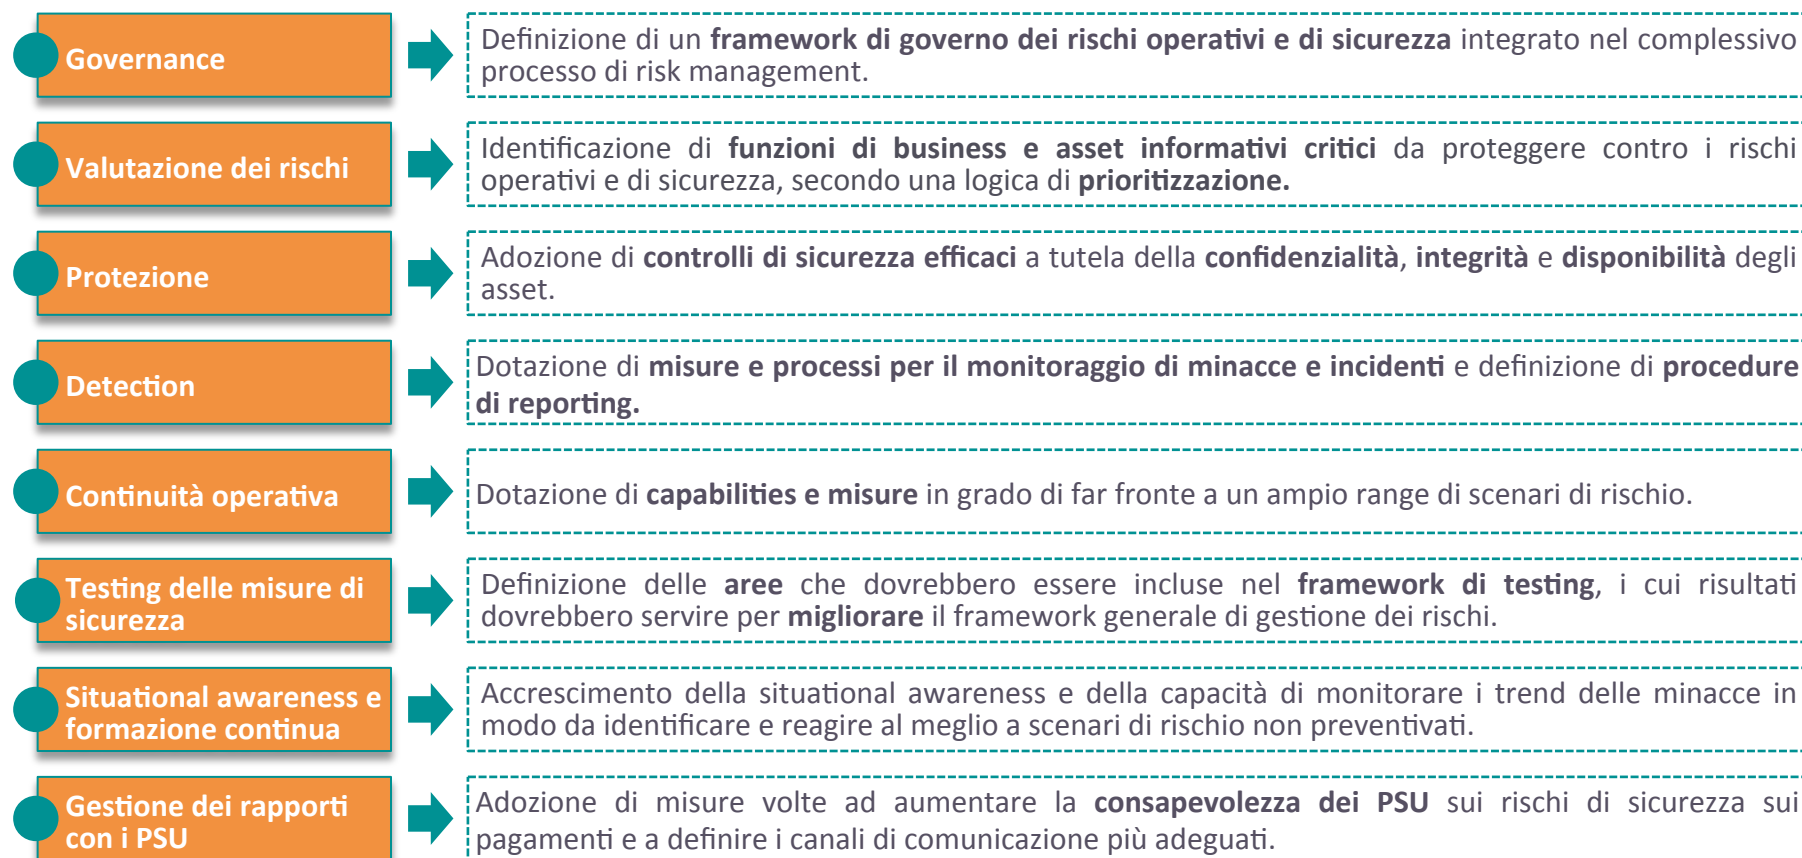 Governance
Definizione di un framework di governo dei rischi operativi e di sicurezza integrato nel complessivo
processo di risk management.
Valutazione dei rischi
Identificazione di funzioni di business e asset informativi critici da proteggere contro i rischi
operativi e di sicurezza, secondo una logica di prioritizzazione.
Protezione
Adozione di controlli di sicurezza efficaci a tutela della confidenzialità, integrità e disponibilità degli
asset.
Detection
Dotazione di misure e processi per il monitoraggio di minacce e incidenti e definizione di procedure
di reporting.
Continuità operativa
Dotazione di capabilities e misure in grado di far fronte a un ampio range di scenari di rischio.
Testing delle misure di
sicurezza
Definizione delle aree che dovrebbero essere incluse nel framework di testing, i cui risultati
dovrebbero servire per migliorare il framework generale di gestione dei rischi.
Situational awareness e
formazione continua
Accrescimento della situational awareness e della capacità di monitorare i trend delle minacce in
modo da identificare e reagire al meglio a scenari di rischio non preventivati.
Gestione dei rapporti
con i PSU
Adozione di misure volte ad aumentare la consapevolezza dei PSU sui rischi di sicurezza sui
pagamenti e a definire i canali di comunicazione più adeguati.